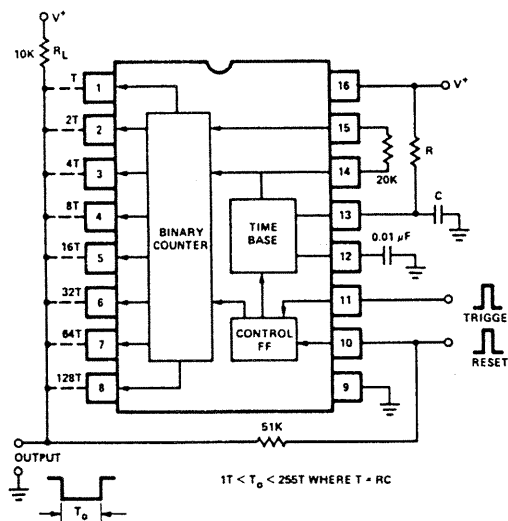 V+
10K RL
T 1
2T 2
4T 3
8T 4
16T 5
32T 6
64T 7
128T 8
BINARY
COUNTER
TIME
BASE
CONTROL
FF
16 V+
15
14
20K
R
13
C
12
0.01 μF
11
TRIGGE
10
RESET
9
51K
OUTPUT
To
1T < To < 255T WHERE T = RC